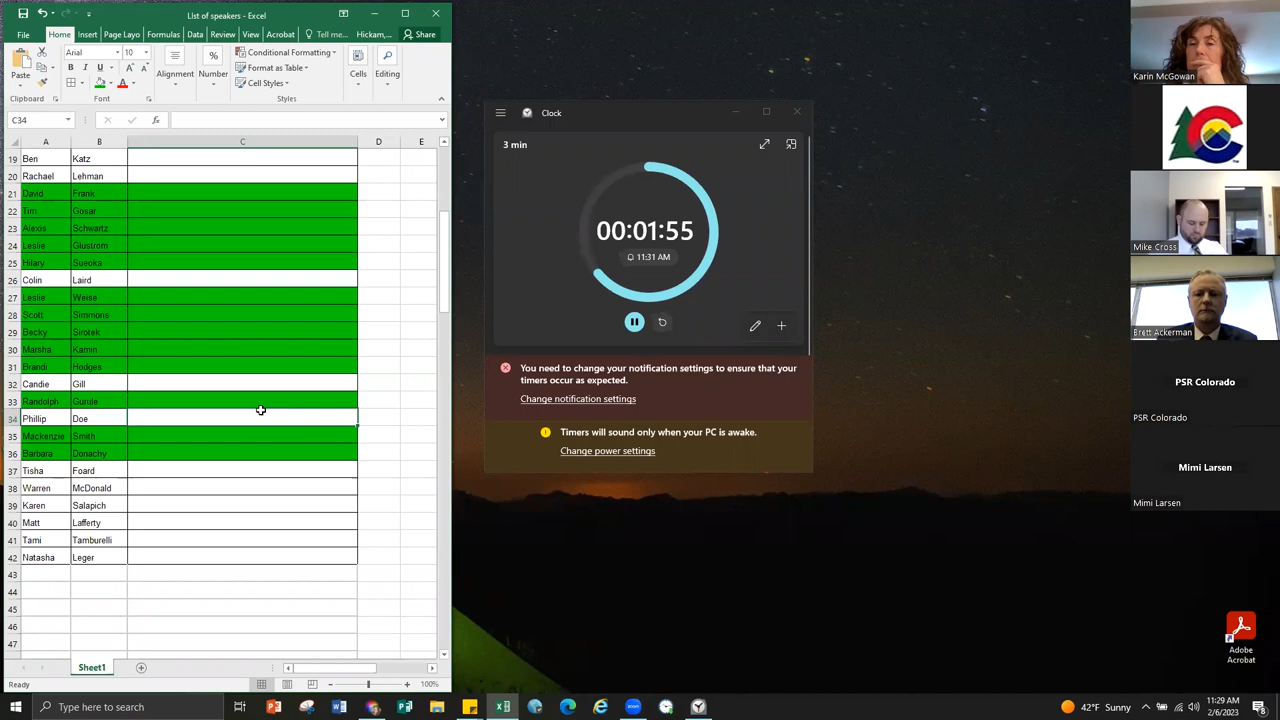 LIst of speakers - Excel
File Home Insert Page Layo Formulas Data Review View Acrobat Tell me... Hickam,... Share
Paste
Arial 10
B I U
A A
A
Alignment
%
Number
Conditional Formatting
Format as Table
Cell Styles
Cells
Editing
Clipboard Font Styles
C34 fx
A B C D E
19 Ben Katz
20 Rachael Lehman
21 David Frank
22 Tim Gosar
23 Alexis Schwartz
24 Leslie Glustrom
25 Hilary Sueoka
26 Colin Laird
27 Leslie Weise
28 Scott Simmons
29 Becky Sirotek
30 Marsha Kamin
31 Brandi Hodges
32 Candie Gill
33 Randolph Gurule
34 Phillip Doe
35 Mackenzie Smith
36 Barbara Donachy
37 Tisha Foard
38 Warren McDonald
39 Karen Salapich
40 Matt Lafferty
41 Tami Tamburelli
42 Natasha Leger
43
44
45
46
47
Sheet1
Ready 100%
Clock
3 min
00:01:55
11:31 AM
You need to change your notification settings to ensure that your
timers occur as expected.
Change notification settings
Timers will sound only when your PC is awake.
Change power settings
Karin McGowan
C
TM
Mike Cross
Brett Ackerman
PSR Colorado
PSR Colorado
Mimi Larsen
Mimi Larsen
Adobe
Acrobat
Type here to search
zoom
42°F Sunny
11:29 AM
2/6/2023
8